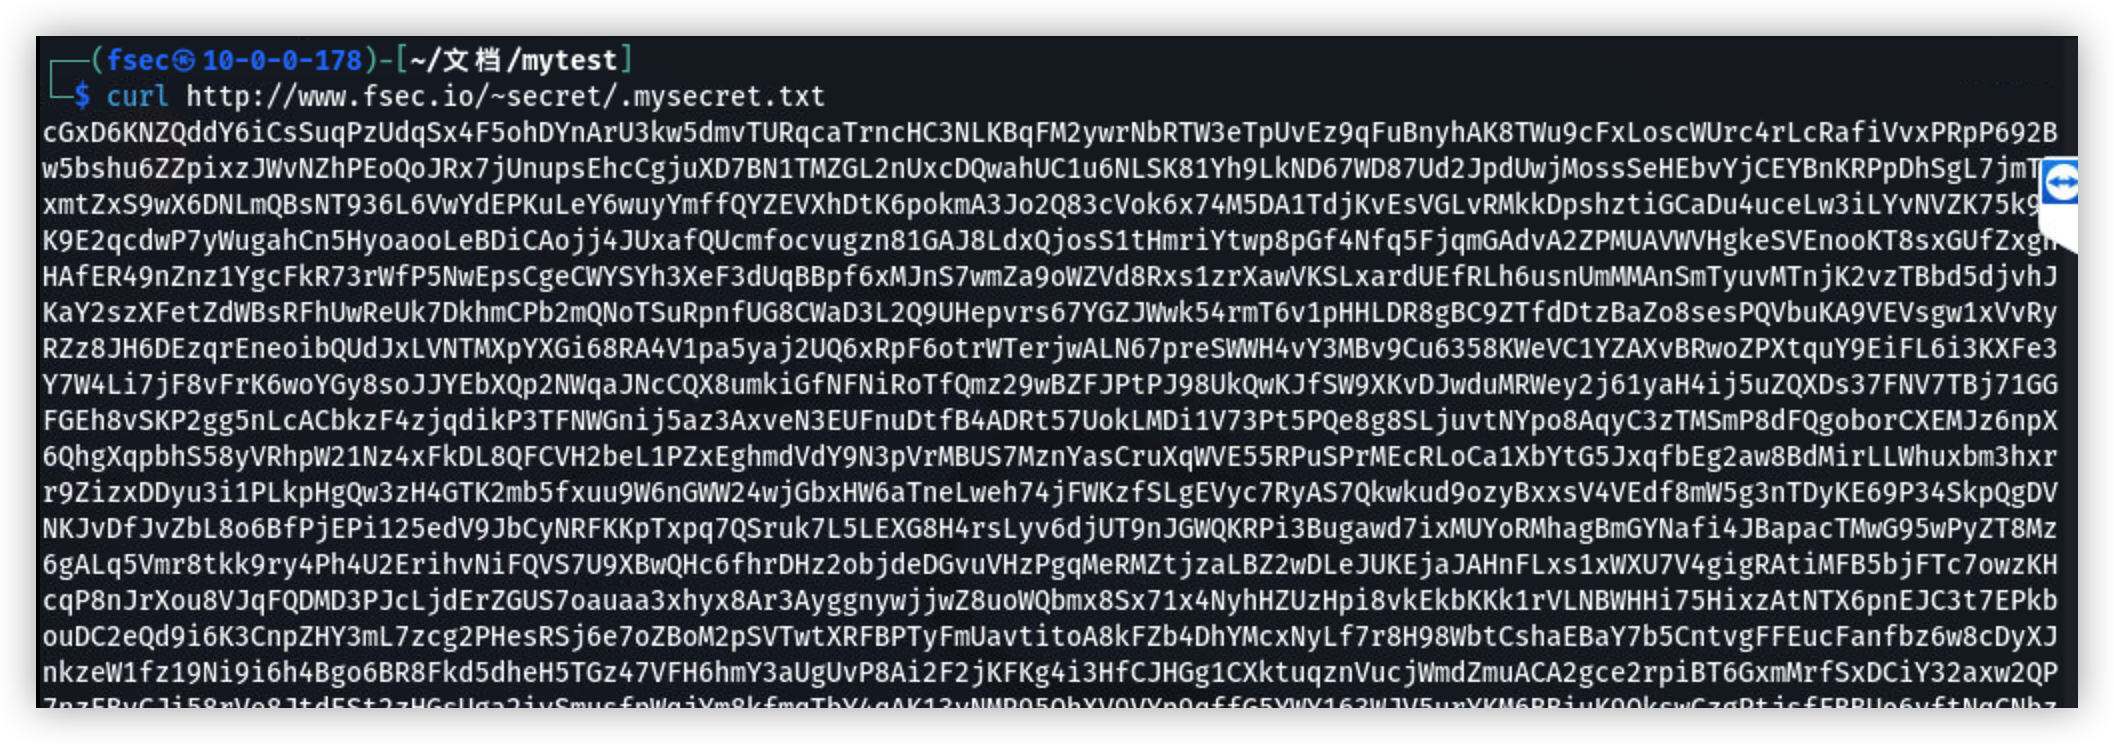 ┌──(fsec㉿10-0-0-178)-[~/文档/mytest]
└─$ curl http://www.fsec.io/~secret/.mysecret.txt
cGxD6KNZQddY6iCsSuqPzUdqSx4F5ohDYnArU3kw5dmvTURqcaTrncHC3NLKBqFM2ywrNbRTW3eTpUvEz9qFuBnyhAK8TWu9cFxLoscWUrc4rLcRafiVvxPRpP692B
w5bshu6ZZpixzJWvNZhPEoQoJRx7jUnupsEhcCgjuXD7BN1TMZGL2nUxcDQwahUC1u6NLSK81Yh9LkND67WD87Ud2JpdUwjMossSeHEbvYjCEYBnKRPpDhSgL7jmT
xmtZxS9wX6DNLmQBsNT936L6VwYdEPKuLeY6wuyYmffQYZEVXhDtK6pokmA3Jo2Q83cVok6x74M5DA1TdjKvEsVGLvRMkkDpshztiGCaDu4uceLw3iLYvNVZK75k9
K9E2qcdwP7yWugahCn5HyoaooLeBDiCAojj4JUxafQUcmfocvugzn81GAJ8LdxQjosS1tHmriYtwp8pGf4Nfq5FjqmGAdvA2ZPMUAVWVHgkeSVEnooKT8sxGUfZxgh
HAfER49nZnz1YgcFkR73rWfP5NwEpsCgeCWYSYh3XeF3dUqBBpf6xMJnS7wmZa9oWZVd8Rxs1zrXawVKSLxardUEfRLh6usnUmMMAnSmTyuvMTnjK2vzTBbd5djvhJ
KaY2szXFetZdWBsRFhUwReUk7DkhmCPb2mQNoTSuRpnfUG8CWaD3L2Q9UHepvrs67YGZJWwk54rmT6v1pHHLDR8gBC9ZTfdDtzBaZo8sesPQVbuKA9VEVsgw1xVvRy
RZz8JH6DEzqrEneoibQUdJxLVNTMXpYXGi68RA4V1pa5yaj2UQ6xRpF6otrWTerjwALN67preSWWH4vY3MBv9Cu6358KWeVC1YZAXvBRwoZPXtquY9EiFL6i3KXFe3
Y7W4Li7jF8vFrK6woYGy8soJJYEbXQp2NWqaJNcCQX8umkiGfNFNiRoTfQmz29wBZFJPtPJ98UkQwKJfSW9XKvDJwduMRWey2j61yaH4ij5uZQXDs37FNV7TBj71GG
FGEh8vSKP2gg5nLcACbkzF4zjqdikP3TFNWGnij5az3AxveN3EUFnuDtfB4ADRt57UokLMDi1V73Pt5PQe8g8SLjuvtNYpo8AqyC3zTMSmP8dFQgoborCXEMJz6npX
6QhgXqpbhS58yVRhpW21Nz4xFkDL8QFCVH2beL1PZxEghmdVdY9N3pVrMBUS7MznYasCruXqWVE55RPuSPrMEcRLoCa1XbYtG5JxqfbEg2aw8BdMirLLWhuxbm3hxr
r9ZizxDDyu3i1PLkpHgQw3zH4GTK2mb5fxuu9W6nGWW24wjGbxHW6aTneLweh74jFWKzfSLgEVyc7RyAS7Qkwkud9ozyBxxsV4VEdf8mW5g3nTDyKE69P34SkpQgDV
NKJvDfJvZbL8o6BfPjEPi125edV9JbCyNRFKKpTxpq7QSruk7L5LEXG8H4rsLyv6djUT9nJGWQKRPi3Bugawd7ixMUYoRMhagBmGYNafi4JBapacTMwG95wPyZT8Mz
6gALq5Vmr8tkk9ry4Ph4U2ErihvNiFQVS7U9XBwQHc6fhrDHz2objdeDGvuVHzPgqMeRMZtjzaLBZ2wDLeJUKEjaJAHnFLxs1xWXU7V4gigRAtiMFB5bjFTc7owzKH
cqP8nJrXou8VJqFQDMD3PJcLjdErZGUS7oauaa3xhyx8Ar3AyggnywjjwZ8uoWQbmx8Sx71x4NyhHZUzHpi8vkEkbKKk1rVLNBWHHi75HixzAtNTX6pnEJC3t7EPkb
ouDC2eQd9i6K3CnpZHY3mL7zcg2PHesRSj6e7oZBoM2pSVTwtXRFBPTyFmUavtitoA8kFZb4DhYMcxNyLf7r8H98WbtCshaEBaY7b5CntvgFFEucFanfbz6w8cDyXJ
nkzeW1fz19Ni9i6h4Bgo6BR8Fkd5dheH5TGz47VFH6hmY3aUgUvP8Ai2F2jKFKg4i3HfCJHGg1CXktuqznVucjWmdZmuACA2gce2rpiBT6GxmMrfSxDCiY32axw2QP